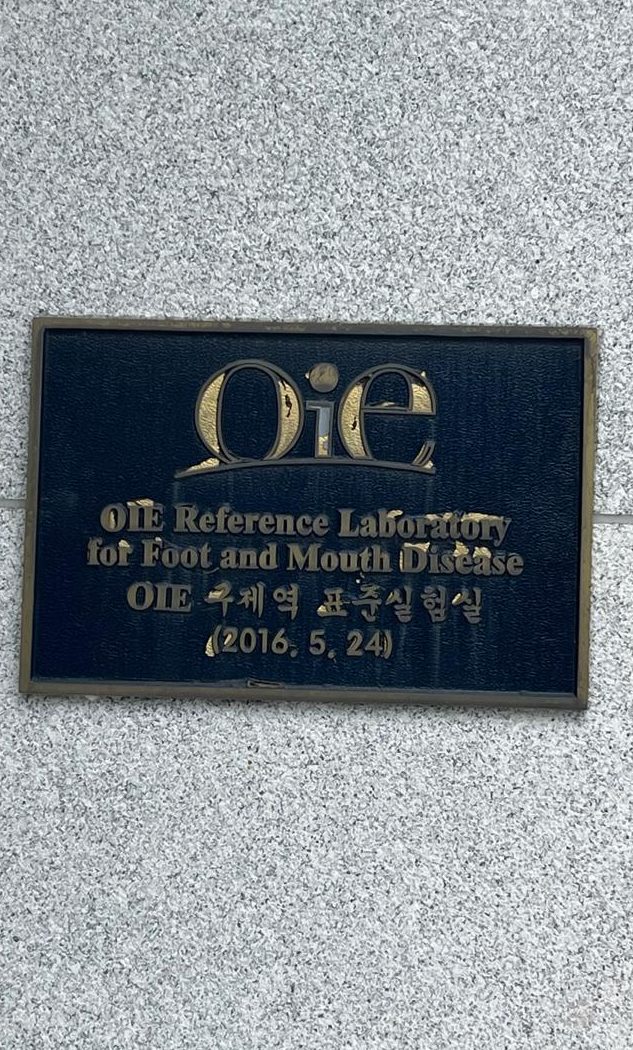 Oie
OIE Reference Laboratory
for Foot and Mouth Disease
OIE 구제역 표준실험실
(2016. 5. 24)